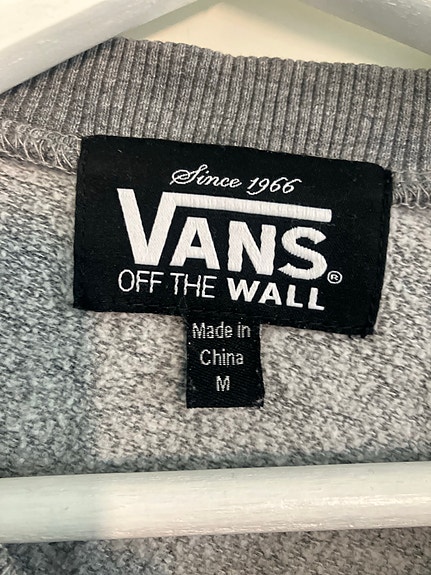 Since 1966
VANS
OFF THE WALL®
Made in
China
M